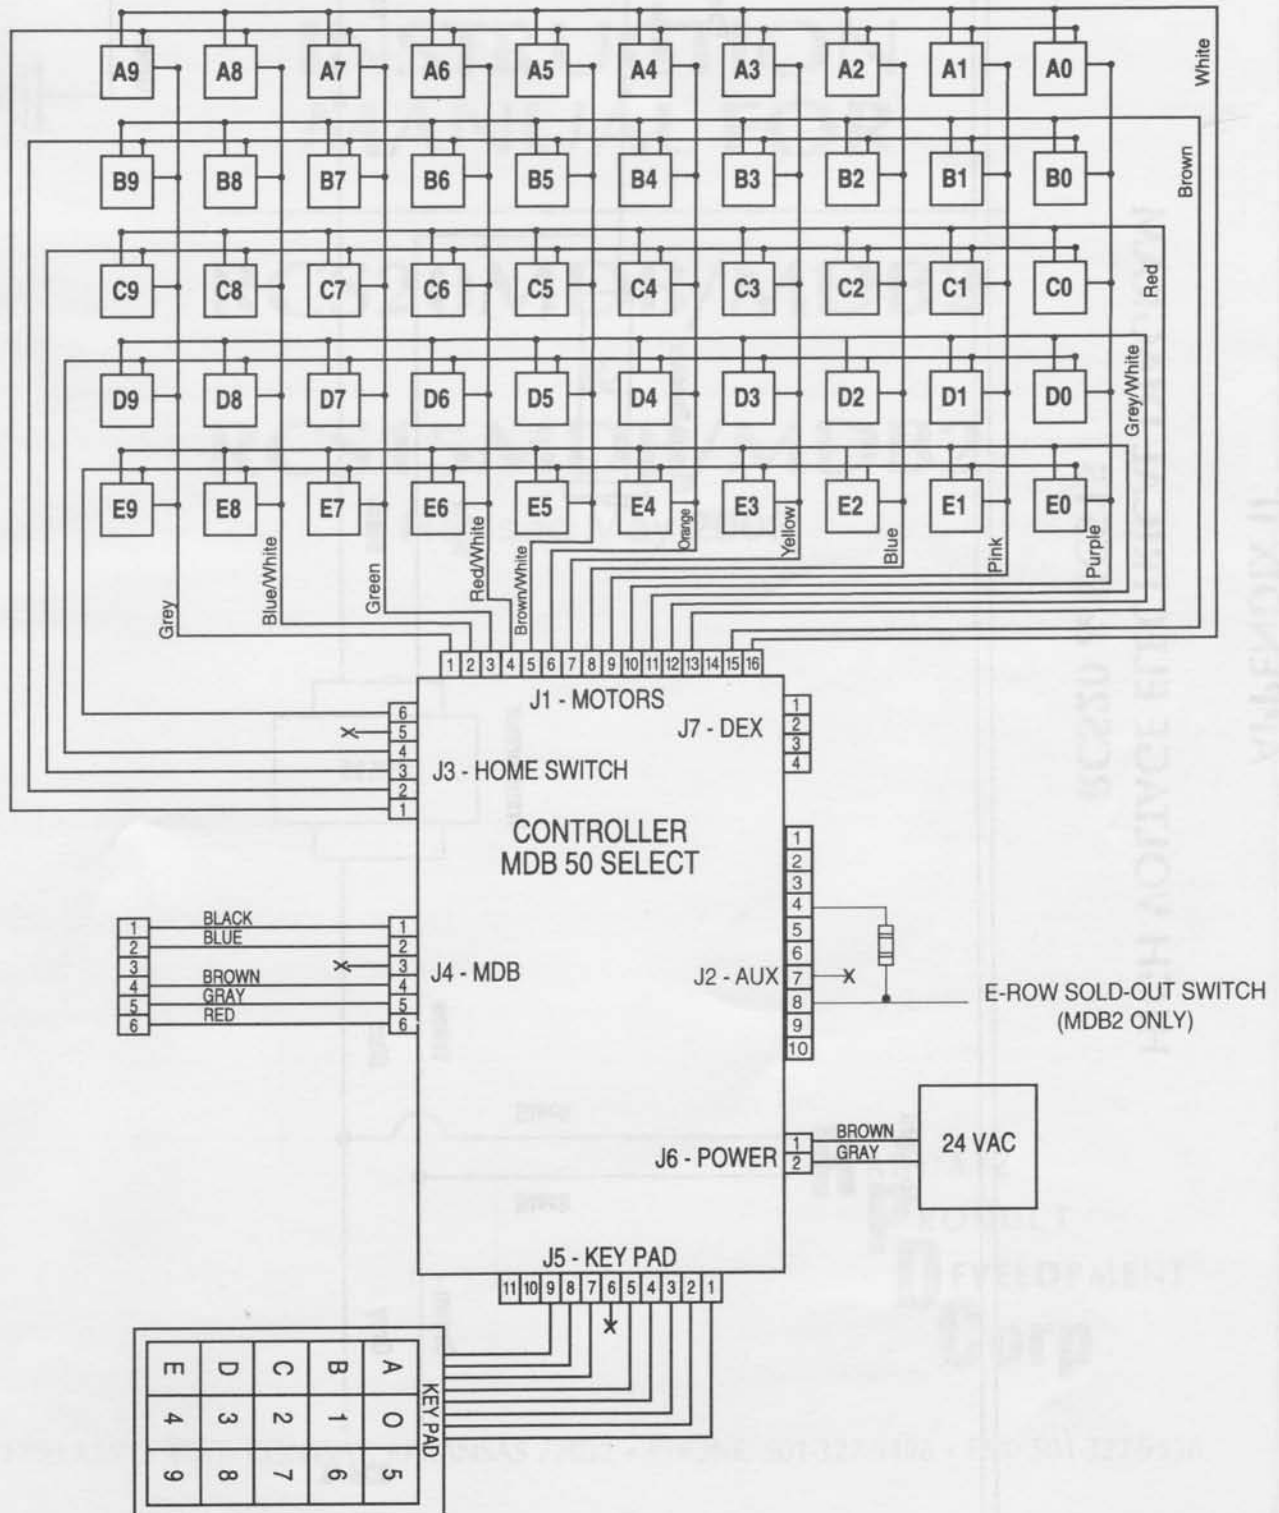 White
A9 A8 A7 A6 A5 A4 A3 A2 A1 A0
Brown
B9 B8 B7 B6 B5 B4 B3 B2 B1 B0
Red
C9 C8 C7 C6 C5 C4 C3 C2 C1 C0
Grey/White
D9 D8 D7 D6 D5 D4 D3 D2 D1 D0
E9 E8 E7 E6 E5 E4 E3 E2 E1 E0
Grey
Blue/White
Green
Red/White
Brown/White
Orange
Yellow
Blue
Pink
Purple
1 2 3 4 5 6 7 8 9 10 11 12 13 14 15 16
J1 - MOTORS
J7 - DEX
1
2
3
4
6
5
4
3
2
1
X
J3 - HOME SWITCH
CONTROLLER
MDB 50 SELECT
1
2
3
4
5
6
BLACK
BLUE
BROWN
GRAY
RED
X
1
2
3
4
5
6
J4 - MDB
J2 - AUX
1
2
3
4
5
6
7
8
9
10
X
E-ROW SOLD-OUT SWITCH
(MDB2 ONLY)
J6 - POWER
1
2
BROWN
GRAY
24 VAC
J5 - KEY PAD
11 10 9 8 7 6 5 4 3 2 1
X
KEY PAD
E D C B A
4 3 2 1 0
9 8 7 6 5